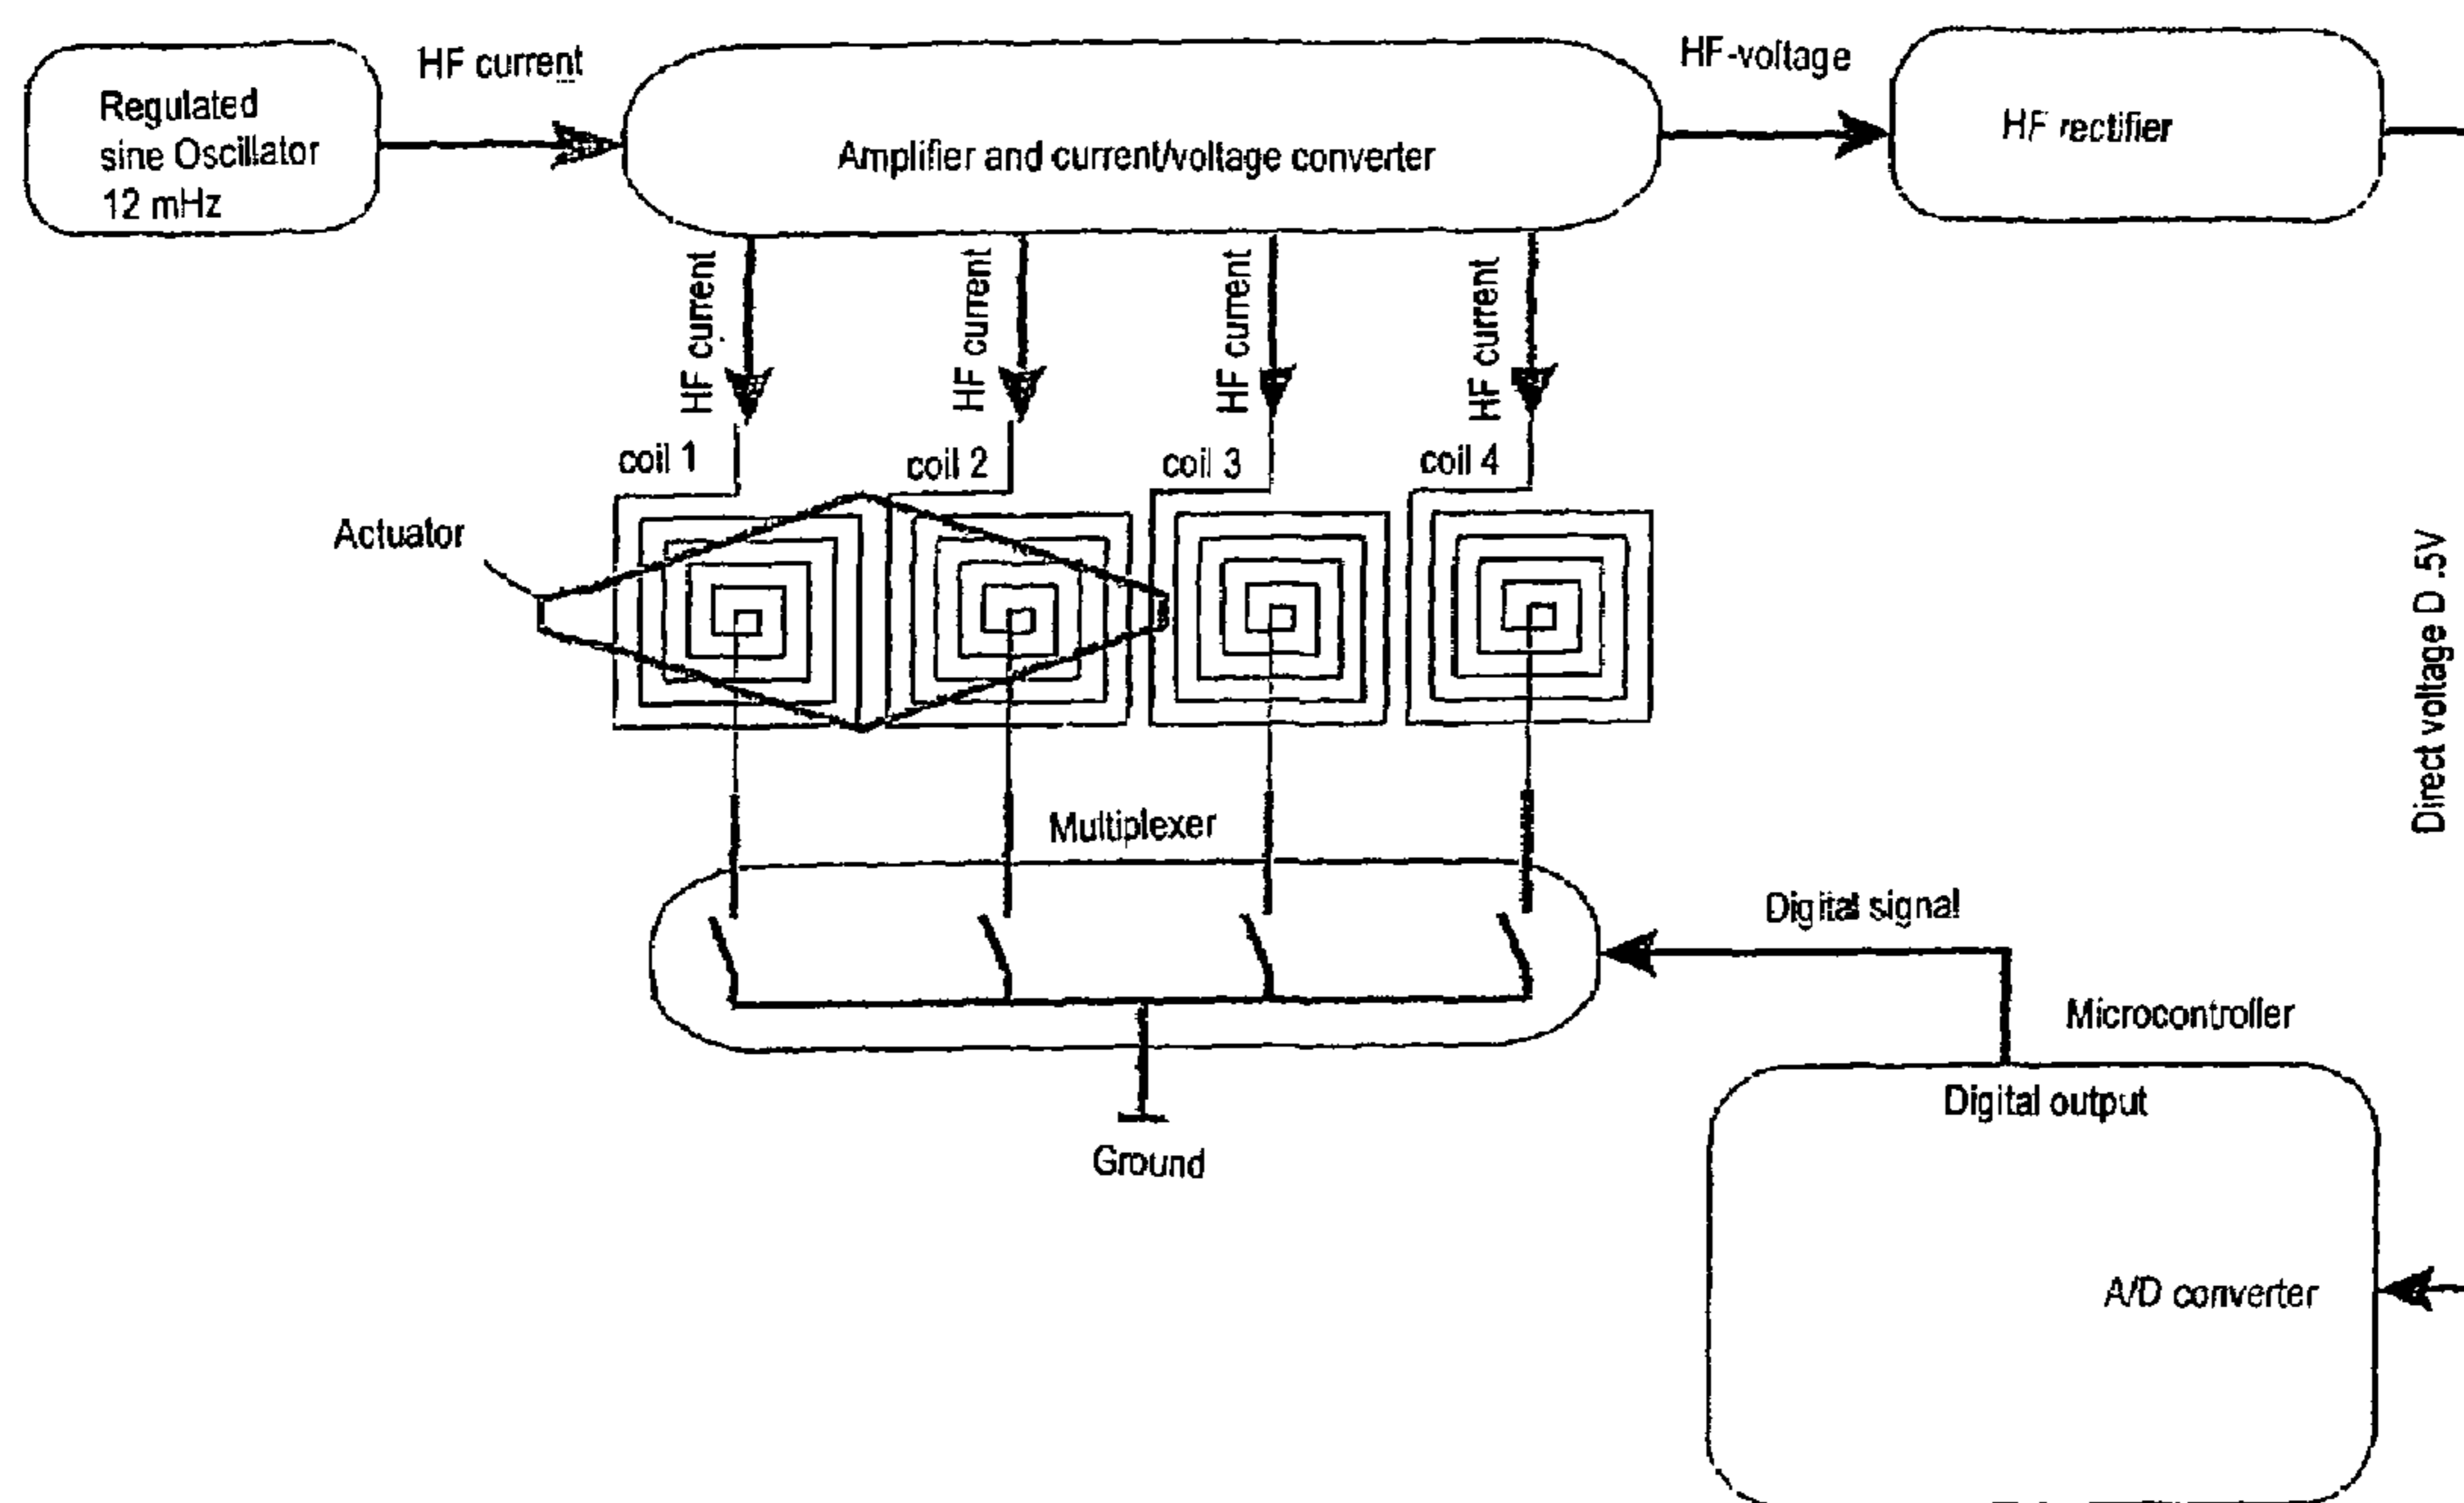 Regulated
sine Oscillator
12 mHz
HF current
Amplifier and current/voltage converter
HF-voltage
HF rectifier
HF current
HF current
HF current
HF current
coil 1
coil 2
coil 3
coil 4
Actuator
Direct voltage D .5V
Multiplexer
Digital signal
Microcontroller
Digital output
Ground
A/D converter